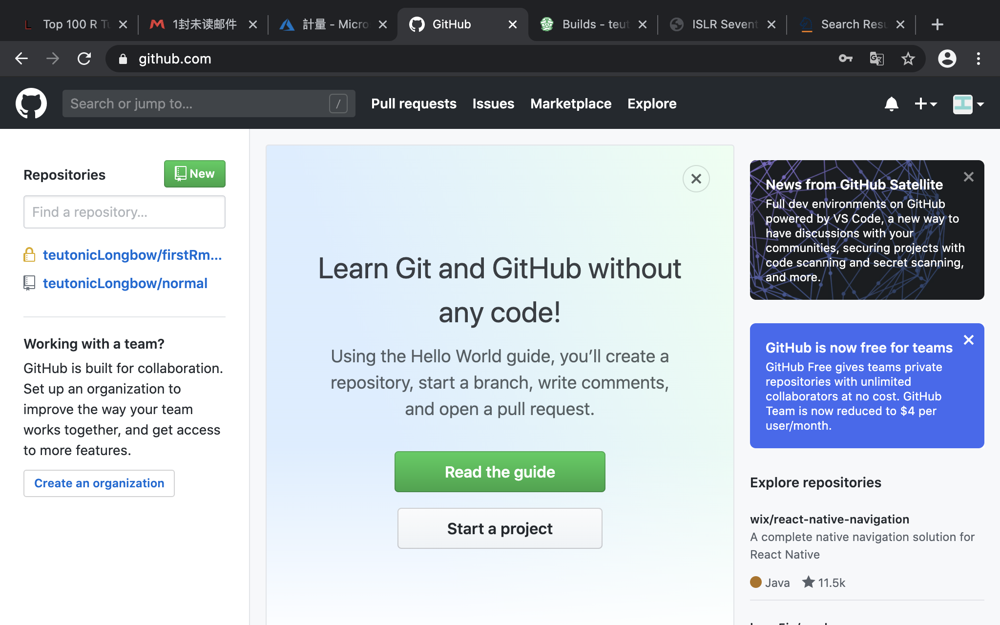 Top 100 R Tu
1封未读邮件
計量 - Micro
GitHub
Builds - teut
ISLR Sevent
Search Resu
github.com
Search or jump to...
/
Pull requests
Issues
Marketplace
Explore
Repositories
New
Find a repository...
teutonicLongbow/firstRm...
teutonicLongbow/normal
Working with a team?
GitHub is built for collaboration.
Set up an organization to
improve the way your team
works together, and get access
to more features.
Create an organization
Learn Git and GitHub without
any code!
Using the Hello World guide, you’ll create a
repository, start a branch, write comments,
and open a pull request.
Read the guide
Start a project
News from GitHub Satellite
Full dev environments on GitHub
powered by VS Code, a new way to
have discussions with your
communities, securing projects with
code scanning and secret scanning,
and more.
GitHub is now free for teams
GitHub Free gives teams private
repositories with unlimited
collaborators at no cost. GitHub
Team is now reduced to $4 per
user/month.
Explore repositories
wix/react-native-navigation
A complete native navigation solution for
React Native
Java
11.5k